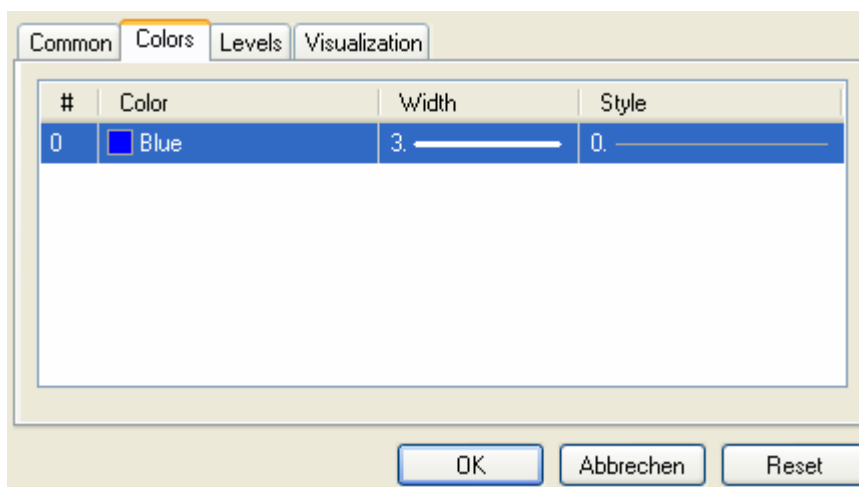 Common Colors Levels Visualization
# Color Width Style
0 Blue 3. 0.
OK Abbrechen Reset